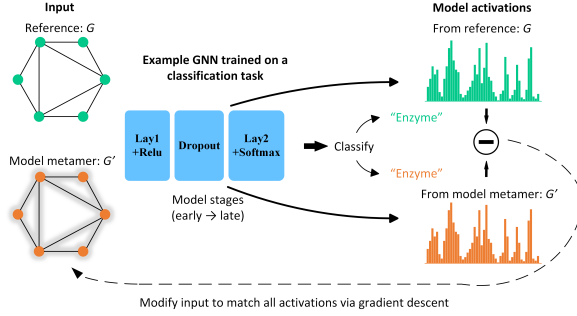 Input
Reference: G
Model activations
From reference: G
Example GNN trained on a
classification task
Lay1
+Relu
Dropout
Lay2
+Softmax
Classify
"Enzyme"
"Enzyme"
Model metamer: G'
Model stages
(early → late)
From model metamer: G'
Modify input to match all activations via gradient descent